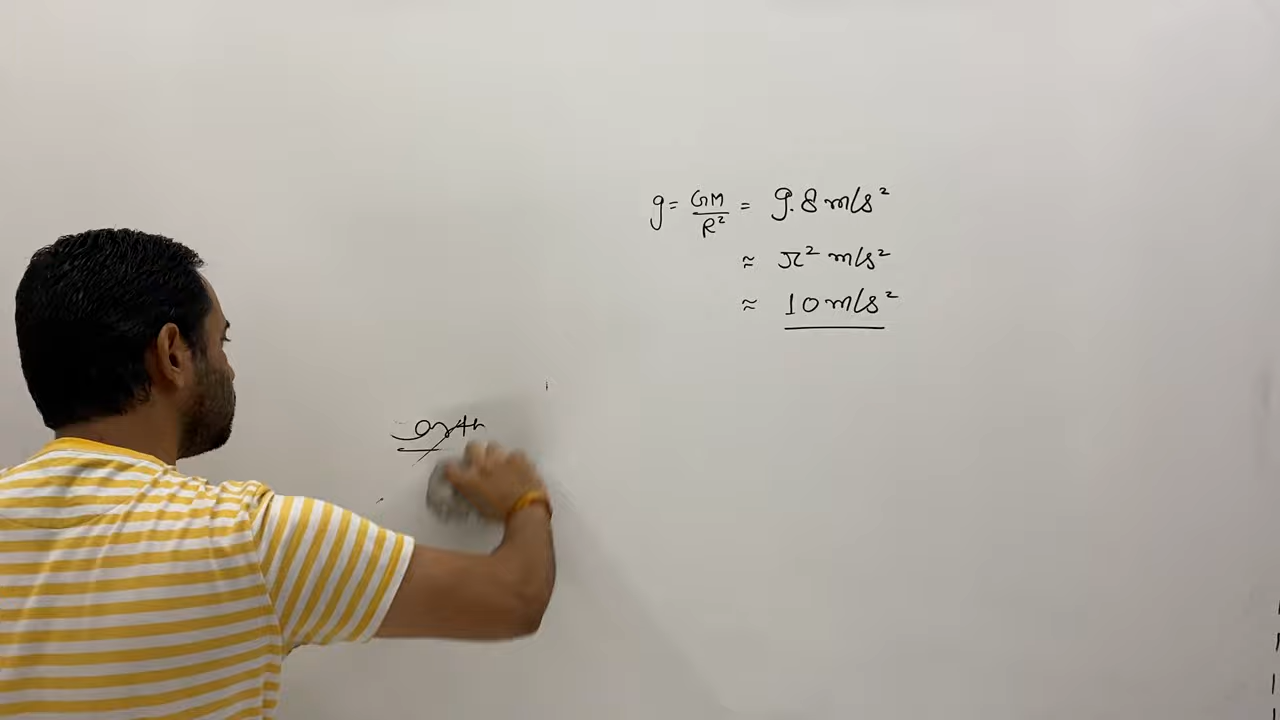 g = GM/R² = 9.8 m/s²
≈ π² m/s²
≈ 10 m/s²